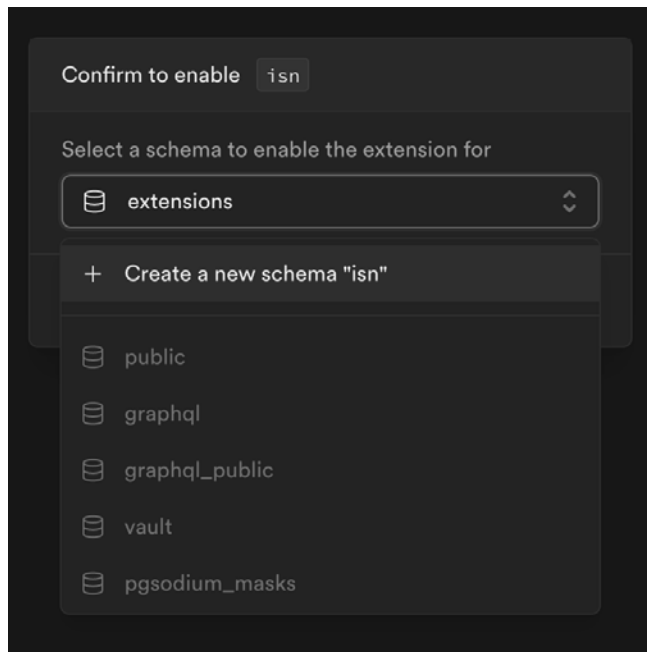 Confirm to enable isn
Select a schema to enable the extension for
extensions
Create a new schema "isn"
public
graphql
graphql_public
vault
pgsodium_masks